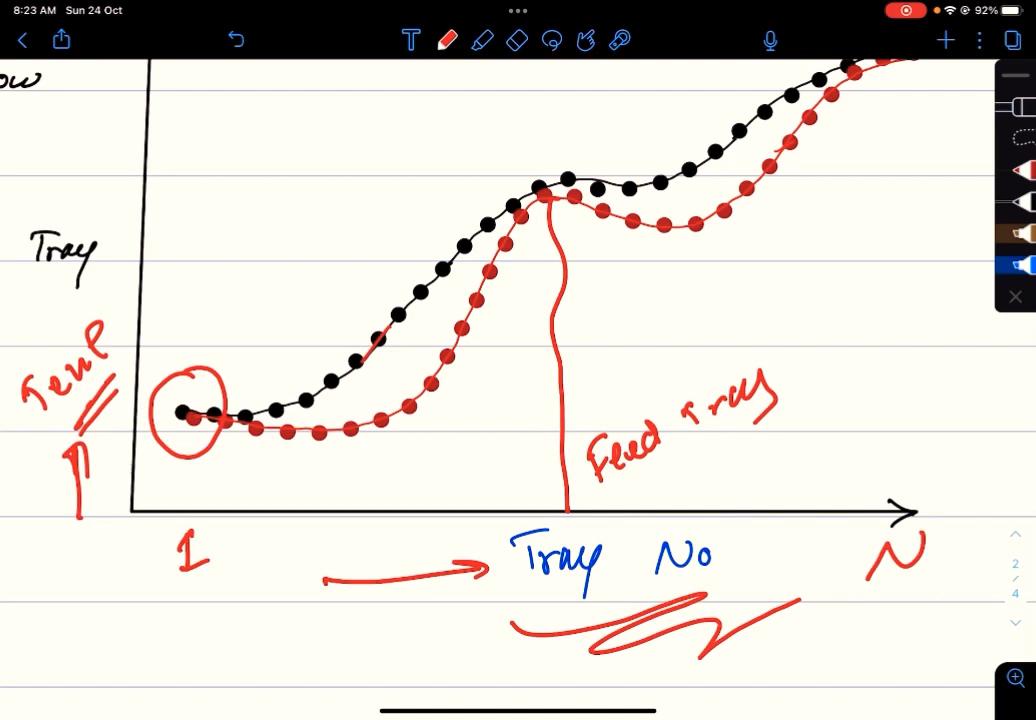 8:23 AM Sun 24 Oct
92%
T
ow
Tray
Temp
Feed Tray
1
Tray No
N
2
/
4